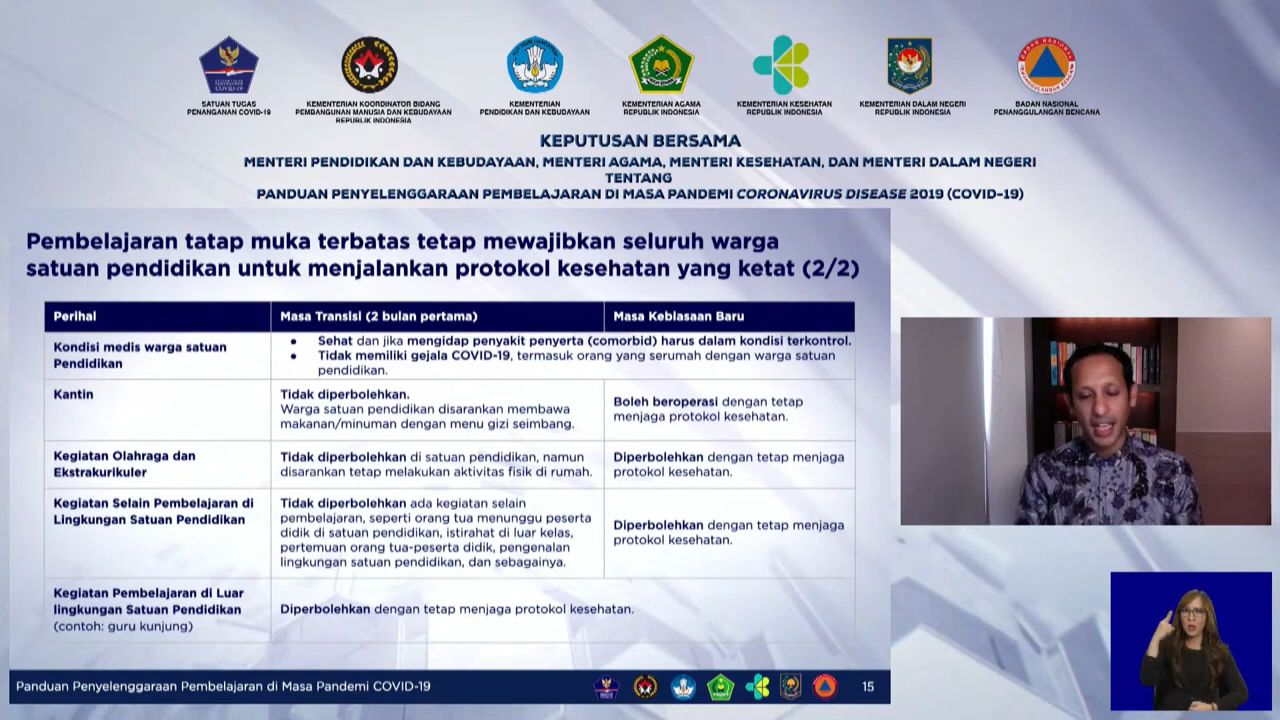 SATUAN TUGAS
PENANGANAN COVID-19
KEMENTERIAN KOORDINATOR BIDANG
PEMBANGUNAN MANUSIA DAN KEBUDAYAAN
REPUBLIK INDONESIA
KEMENTERIAN
PENDIDIKAN DAN KEBUDAYAAN
KEMENTERIAN AGAMA
REPUBLIK INDONESIA
KEMENTERIAN KESEHATAN
REPUBLIK INDONESIA
KEMENTERIAN DALAM NEGERI
REPUBLIK INDONESIA
BADAN NASIONAL
PENANGGULANGAN BENCANA
KEPUTUSAN BERSAMA
MENTERI PENDIDIKAN DAN KEBUDAYAAN, MENTERI AGAMA, MENTERI KESEHATAN, DAN MENTERI DALAM NEGERI
TENTANG
PANDUAN PENYELENGGARAAN PEMBELAJARAN DI MASA PANDEMI CORONAVIRUS DISEASE 2019 (COVID-19)
Pembelajaran tatap muka terbatas tetap mewajibkan seluruh warga
satuan pendidikan untuk menjalankan protokol kesehatan yang ketat (2/2)
Perihal
Masa Transisi (2 bulan pertama)
Masa Kebiasaan Baru
Kondisi medis warga satuan
Pendidikan
• Sehat dan jika mengidap penyakit penyerta (comorbid) harus dalam kondisi terkontrol.
• Tidak memiliki gejala COVID-19, termasuk orang yang serumah dengan warga satuan
pendidikan.
Kantin
Tidak diperbolehkan.
Warga satuan pendidikan disarankan membawa
makanan/minuman dengan menu gizi seimbang.
Boleh beroperasi dengan tetap
menjaga protokol kesehatan.
Kegiatan Olahraga dan
Ekstrakurikuler
Tidak diperbolehkan di satuan pendidikan, namun
disarankan tetap melakukan aktivitas fisik di rumah.
Diperbolehkan dengan tetap menjaga
protokol kesehatan.
Kegiatan Selain Pembelajaran di
Lingkungan Satuan Pendidikan
Tidak diperbolehkan ada kegiatan selain
pembelajaran, seperti orang tua menunggu peserta
didik di satuan pendidikan, istirahat di luar kelas,
pertemuan orang tua-peserta didik, pengenalan
lingkungan satuan pendidikan, dan sebagainya.
Diperbolehkan dengan tetap menjaga
protokol kesehatan.
Kegiatan Pembelajaran di Luar
lingkungan Satuan Pendidikan
(contoh: guru kunjung)
Diperbolehkan dengan tetap menjaga protokol kesehatan.
Panduan Penyelenggaraan Pembelajaran di Masa Pandemi COVID-19
15